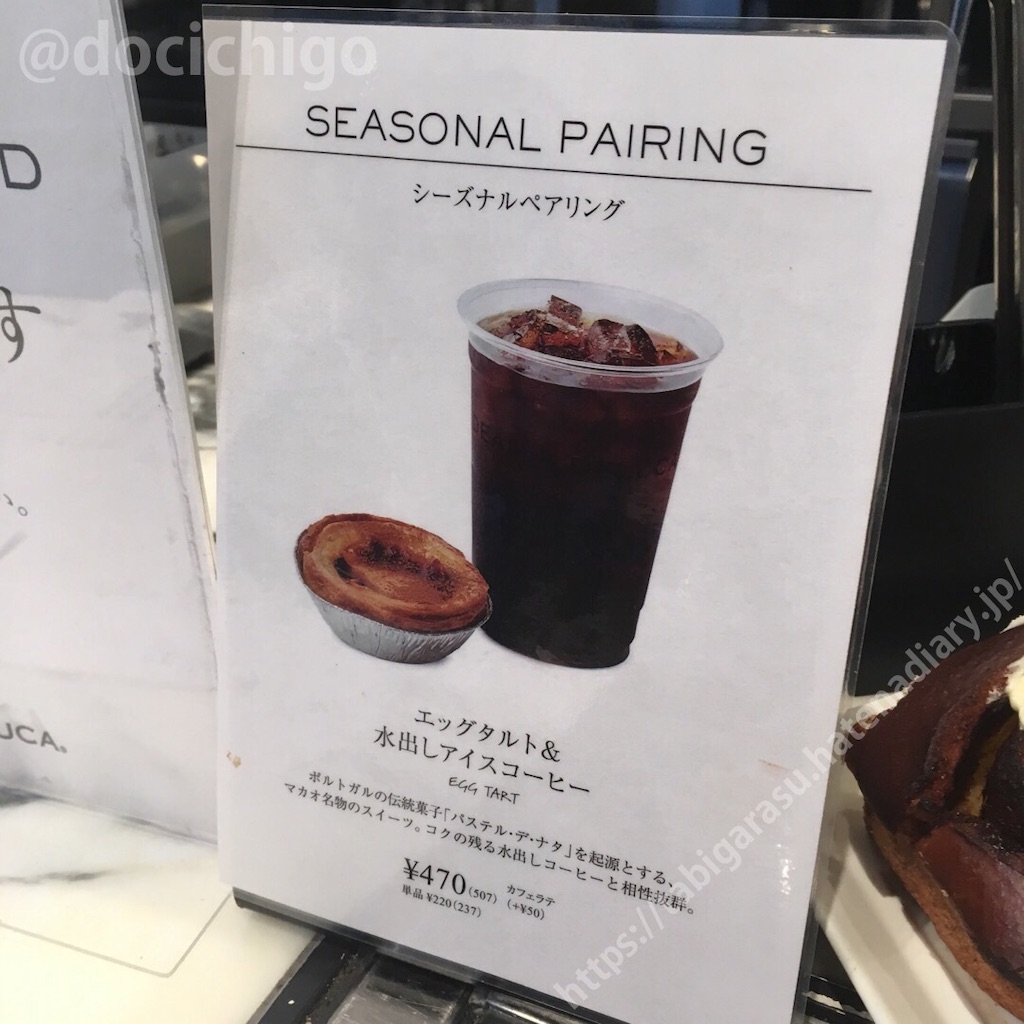 @docichigo
D
す
い。
UCA.
SEASONAL PAIRING
シーズナルペアリング
DEAN
エッグタルト&
水出しアイスコーヒー
EGG TART
ポルトガルの伝統菓子「パステル・デ・ナタ」を起源とする、
マカオ名物のスイーツ。コクの残る水出しコーヒーと相性抜群。
¥470(507) カフェラテ
単品 ¥220(237) (+¥50)
https://tabigarasu.hatenadiary.jp/